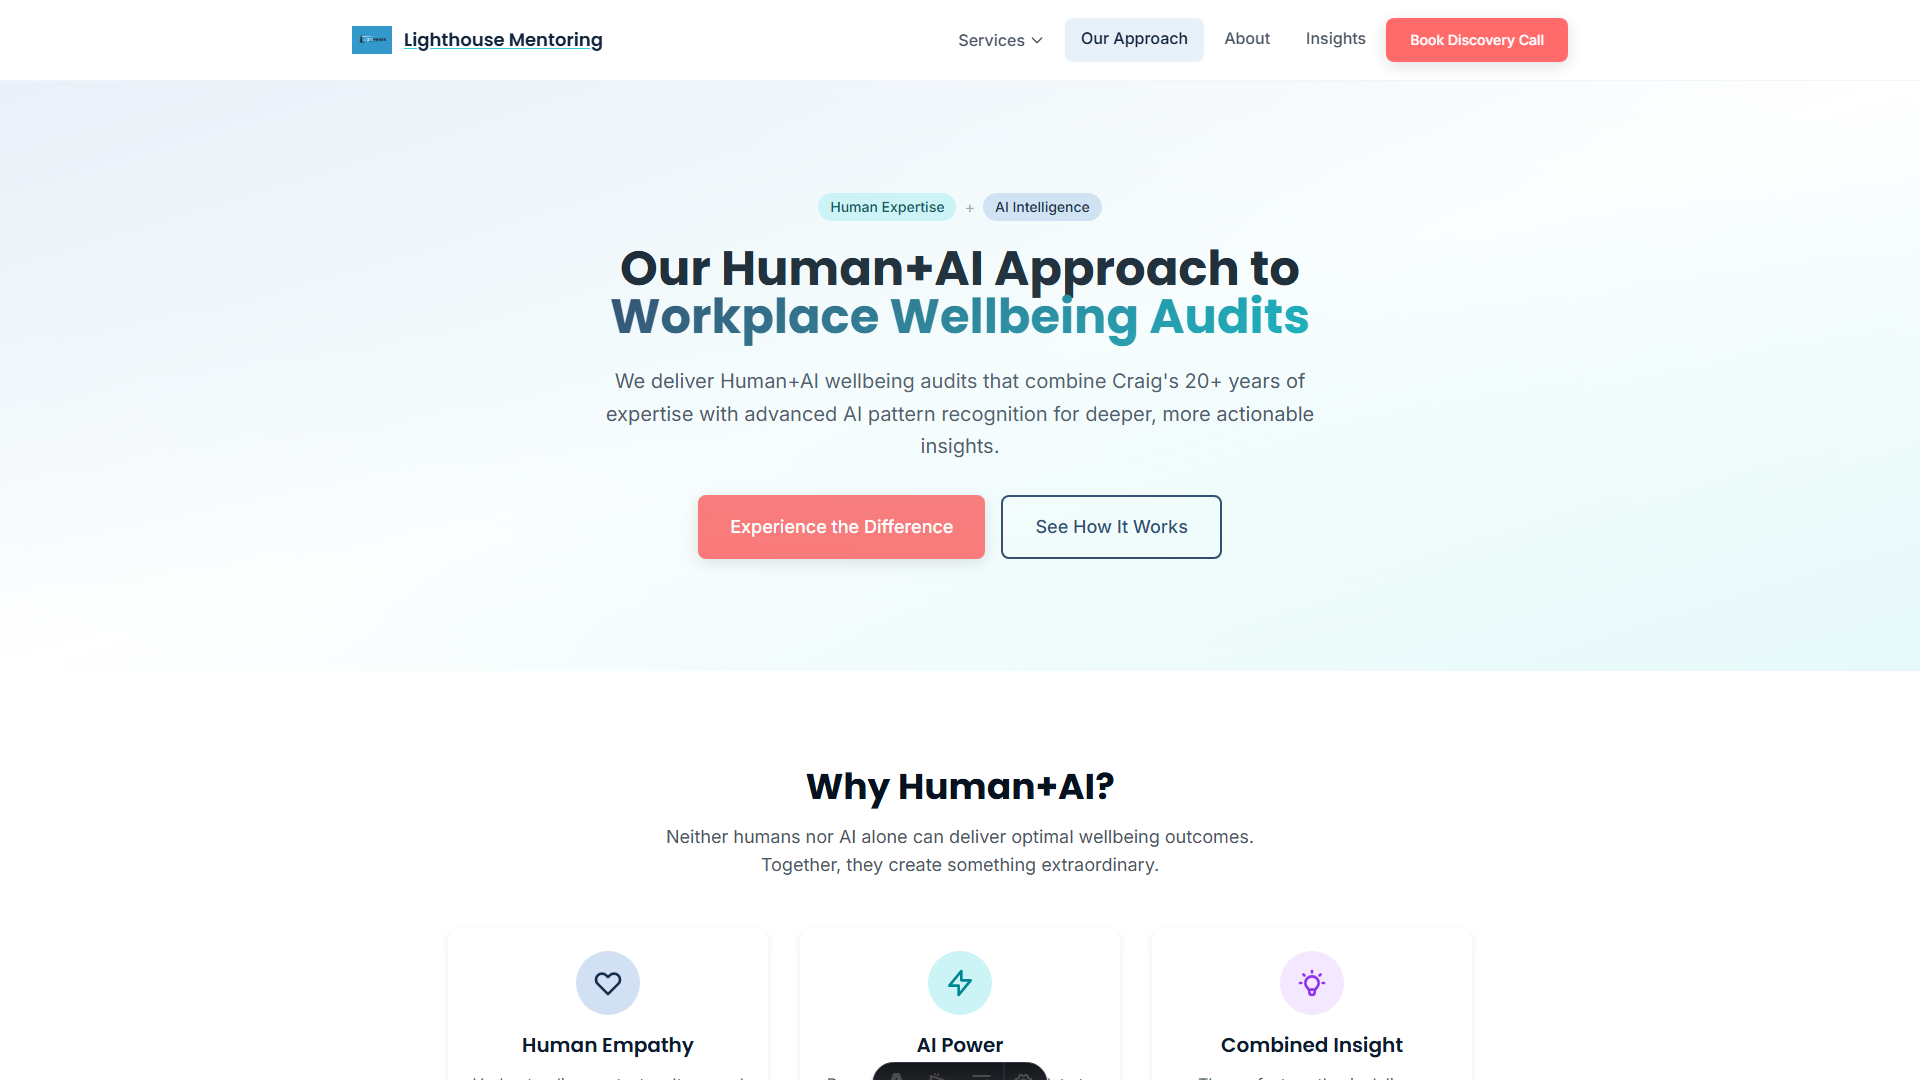 Lighthouse Mentoring
Services
Our Approach
About
Insights
Book Discovery Call
Human Expertise + AI Intelligence
Our Human+AI Approach to
Workplace Wellbeing Audits
We deliver Human+AI wellbeing audits that combine Craig's 20+ years of
expertise with advanced AI pattern recognition for deeper, more actionable
insights.
Experience the Difference
See How It Works
Why Human+AI?
Neither humans nor AI alone can deliver optimal wellbeing outcomes.
Together, they create something extraordinary.
Human Empathy
AI Power
Combined Insight